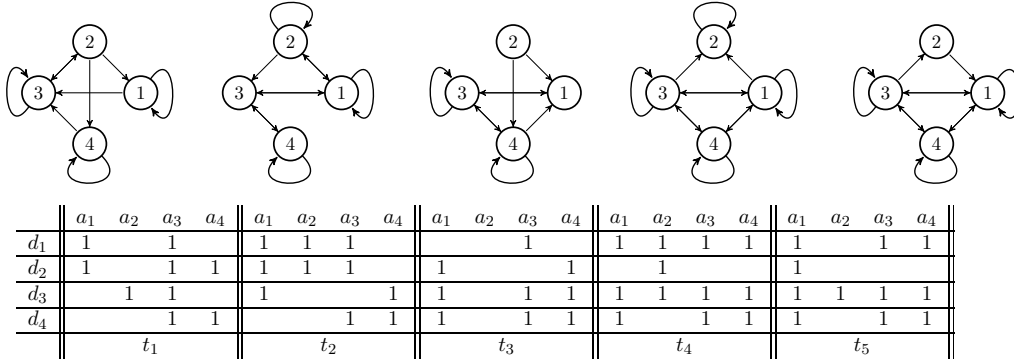 2 2 2 2 2
3 1 3 1 3 1 3 1 3 1
4 4 4 4 4
a₁ a₂ a₃ a₄ a₁ a₂ a₃ a₄ a₁ a₂ a₃ a₄ a₁ a₂ a₃ a₄ a₁ a₂ a₃ a₄
d₁ 1 1 1 1 1 1 1 1 1 1 1 1 1
d₂ 1 1 1 1 1 1 1 1 1 1
d₃ 1 1 1 1 1 1 1 1 1 1 1 1 1 1 1
d₄ 1 1 1 1 1 1 1 1 1 1 1 1 1
t₁ t₂ t₃ t₄ t₅